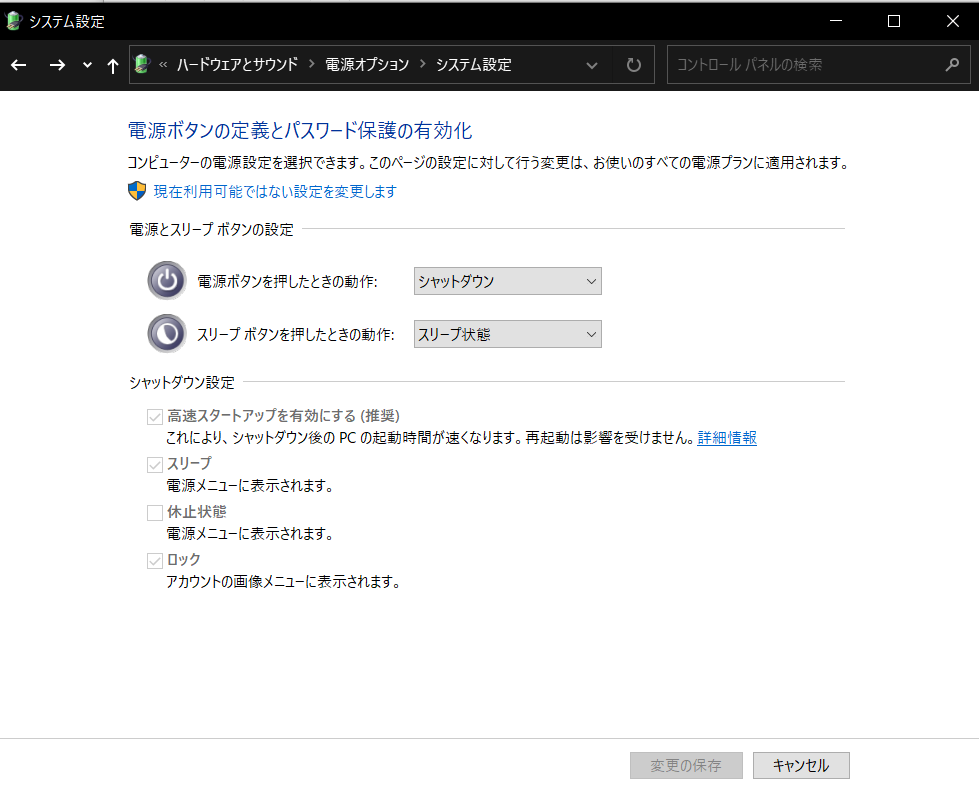 システム設定
« ハードウェアとサウンド > 電源オプション > システム設定
コントロール パネルの検索
電源ボタンの定義とパスワード保護の有効化
コンピューターの電源設定を選択できます。このページの設定に対して行う変更は、お使いのすべての電源プランに適用されます。
現在利用可能ではない設定を変更します
電源とスリープ ボタンの設定
電源ボタンを押したときの動作: シャットダウン
スリープ ボタンを押したときの動作: スリープ状態
シャットダウン設定
高速スタートアップを有効にする (推奨)
これにより、シャットダウン後の PC の起動時間が速くなります。再起動は影響を受けません。詳細情報
スリープ
電源メニューに表示されます。
休止状態
電源メニューに表示されます。
ロック
アカウントの画像メニューに表示されます。
変更の保存 キャンセル